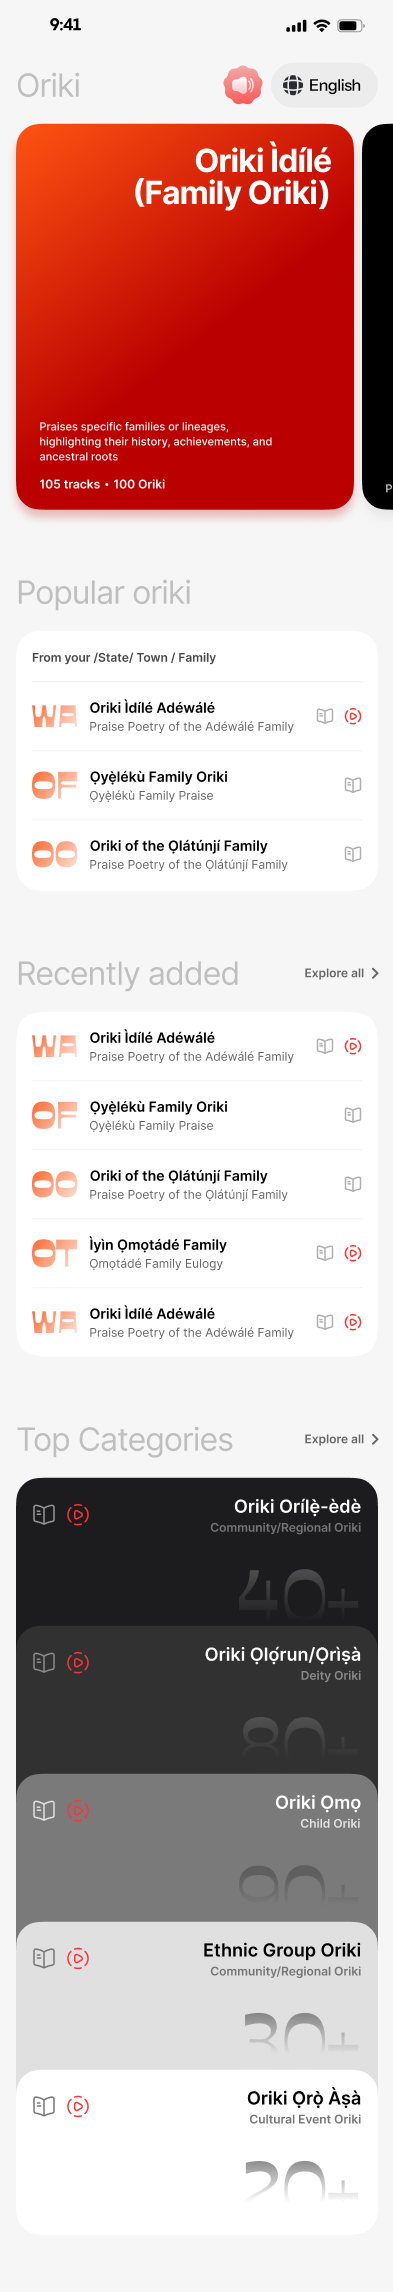 9:41
Oriki
English
Oriki Ìdílé
(Family Oriki)
Praises specific families or lineages,
highlighting their history, achievements, and
ancestral roots
105 tracks • 100 Oriki
P
Popular oriki
From your /State/ Town / Family
WA
Oriki Ìdílé Adéwálé
Praise Poetry of the Adéwálé Family
OF
Ọyẹ̀lékù Family Oriki
Ọyẹ̀lékù Family Praise
OO
Oriki of the Ọlátúnjí Family
Praise Poetry of the Ọlátúnjí Family
Recently added
Explore all
WA
Oriki Ìdílé Adéwálé
Praise Poetry of the Adéwálé Family
OF
Ọyẹ̀lékù Family Oriki
Ọyẹ̀lékù Family Praise
OO
Oriki of the Ọlátúnjí Family
Praise Poetry of the Ọlátúnjí Family
OT
Ìyìn Ọmọtádé Family
Ọmọtádé Family Eulogy
WA
Oriki Ìdílé Adéwálé
Praise Poetry of the Adéwálé Family
Top Categories
Explore all
Oriki Orílẹ̀-èdè
Community/Regional Oriki
40+
Oriki Ọlọ́run/Òrìṣà
Deity Oriki
80+
Oriki Ọmọ
Child Oriki
90+
Ethnic Group Oriki
Community/Regional Oriki
30+
Oriki Ọrọ̀ Àṣà
Cultural Event Oriki
20+